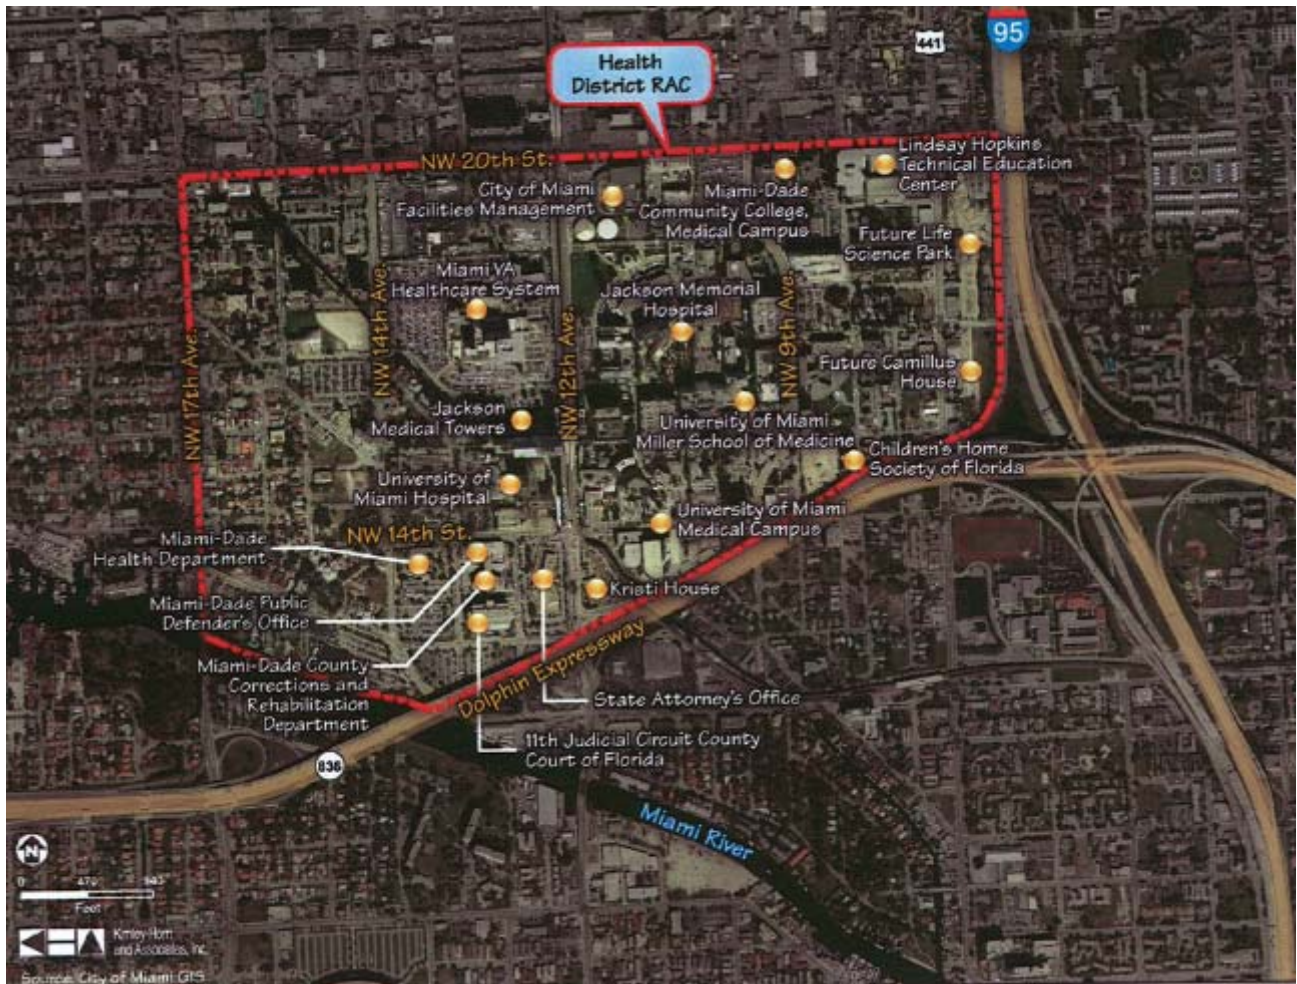 95
441
Health
District RAC
NW 20th St.
Lindsay Hopkins
Technical Education
Center
City of Miami
Facilities Management
Miami-Dade
Community College,
Medical Campus
Future Life
Science Park
Miami VA
Healthcare System
Jackson Memorial
Hospital
NW 17th Ave.
NW 14th Ave.
NW 12th Ave.
NW 9th Ave.
Future Camillus
House
Jackson
Medical Towers
University of Miami
Miller School of Medicine
Children's Home
Society of Florida
University of
Miami Hospital
University of Miami
Medical Campus
NW 14th St.
Miami-Dade
Health Department
Kristi House
Miami-Dade Public
Defender's Office
Miami-Dade County
Corrections and
Rehabilitation
Department
Dolphin Expressway
State Attorney's Office
11th Judicial Circuit County
Court of Florida
836
Miami River
N
0 470
Feet
Kimley-Horn
and Associates, Inc.
Source: City of Miami GIS